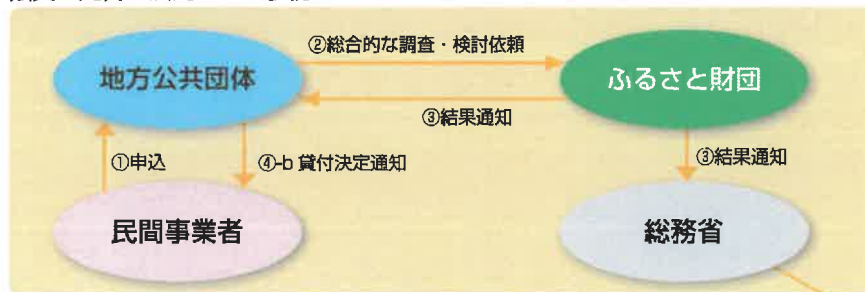 ②総合的な調査・検討依頼
地方公共団体
ふるさと財団
③結果通知
①申込
④-b 貸付決定通知
③結果通知
民間事業者
総務省